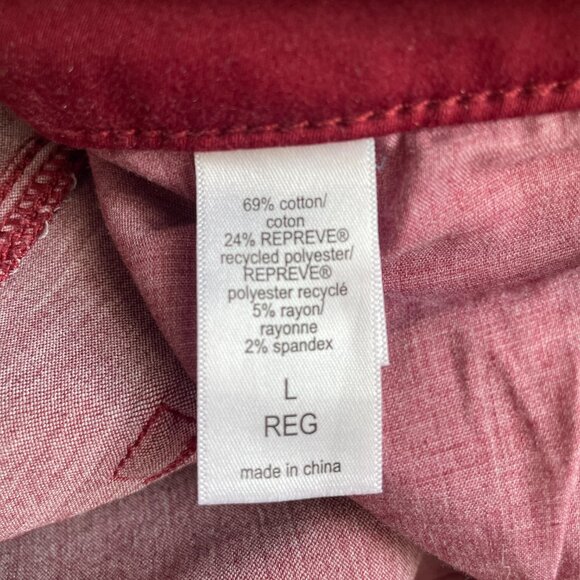 69% cotton/
coton
24% REPREVE®
recycled polyester/
REPREVE®
polyester recyclé
5% rayon/
rayonne
2% spandex
L
REG
made in china